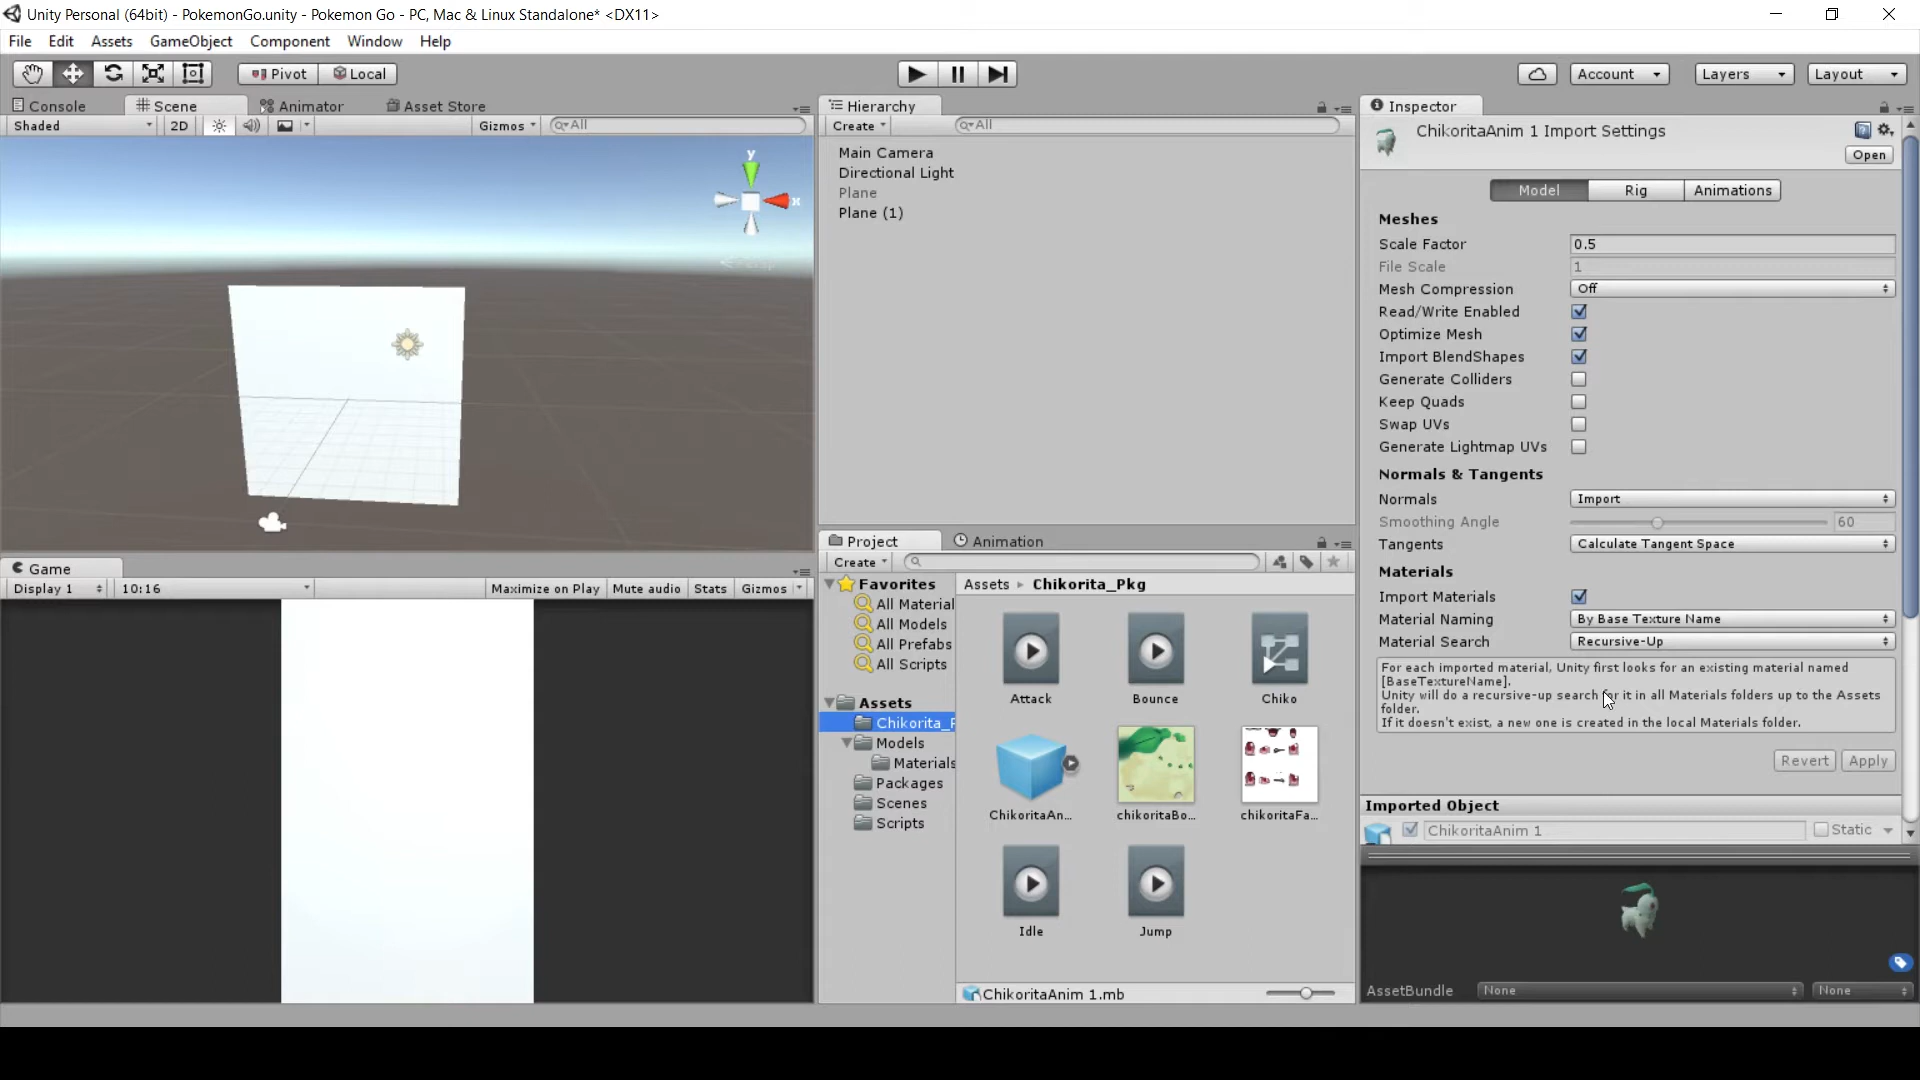 Unity Personal (64bit) - PokemonGo.unity - Pokemon Go - PC, Mac & Linux Standalone* <DX11>
File Edit Assets GameObject Component Window Help
Pivot Local
Account Layers Layout
Console Scene Animator Asset Store
Shaded 2D Gizmos All
y
x
Persp
Game
Display 1 10:16 Maximize on Play Mute audio Stats Gizmos
Hierarchy
Create All
Main Camera
Directional Light
Plane
Plane (1)
Project Animation
Create
Favorites
All Material
All Models
All Prefabs
All Scripts
Assets
Chikorita_P
Models
Materials
Packages
Scenes
Scripts
Assets Chikorita_Pkg
Attack Bounce Chiko
ChikoritaAn... chikoritaBo... chikoritaFa...
Idle Jump
ChikoritaAnim 1.mb
Inspector
ChikoritaAnim 1 Import Settings
Open
Model Rig Animations
Meshes
Scale Factor 0.5
File Scale 1
Mesh Compression Off
Read/Write Enabled
Optimize Mesh
Import BlendShapes
Generate Colliders
Keep Quads
Swap UVs
Generate Lightmap UVs
Normals & Tangents
Normals Import
Smoothing Angle 60
Tangents Calculate Tangent Space
Materials
Import Materials
Material Naming By Base Texture Name
Material Search Recursive-Up
For each imported material, Unity first looks for an existing material named
[BaseTextureName].
Unity will do a recursive-up search for it in all Materials folders up to the Assets
folder.
If it doesn't exist, a new one is created in the local Materials folder.
Revert Apply
Imported Object
ChikoritaAnim 1 Static
AssetBundle None None